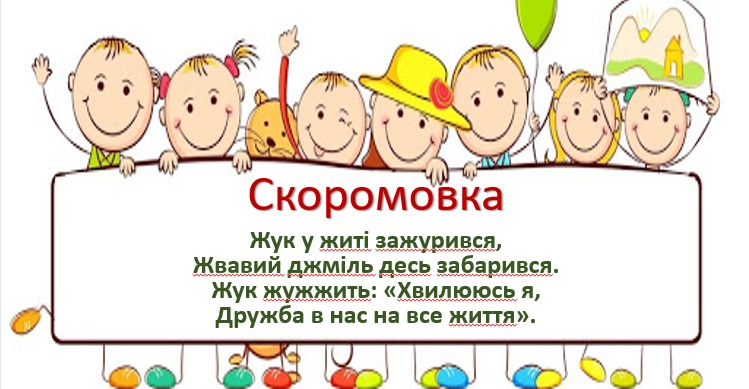 Скоромовка
Жук у житі зажурився,
Жвавий джміль десь забарився.
Жук жужжить: «Хвилююсь я,
Дружба в нас на все життя».